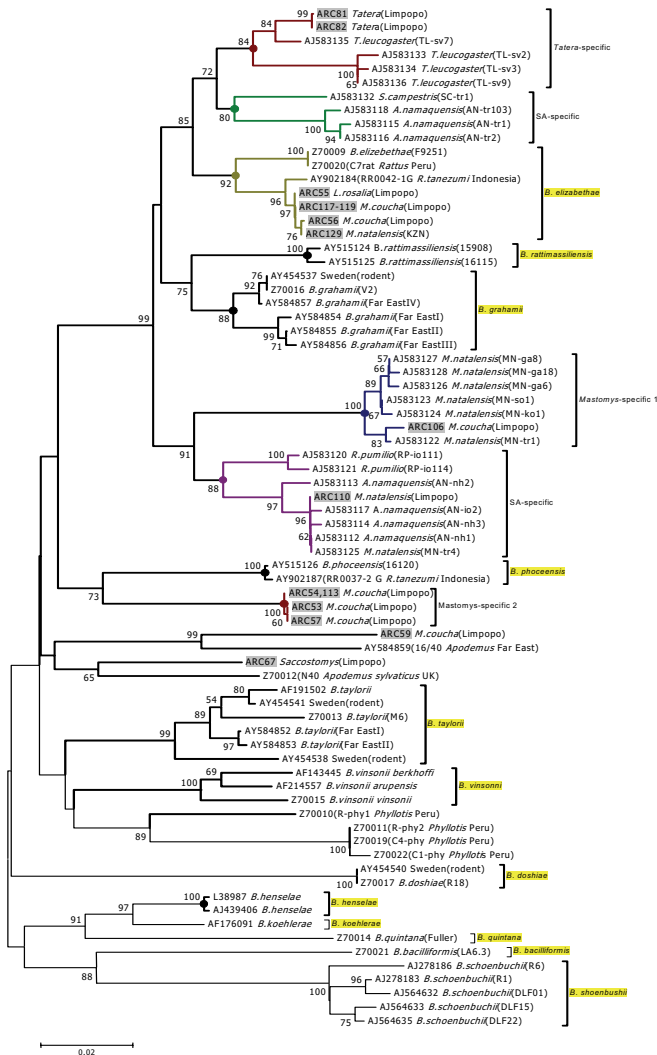 99 ARC81 Tatera(Limpopo)
84 ARC82 Tatera(Limpopo)
AJ583135 T.leucogaster(TL-sv7)
84 AJ583133 T.leucogaster(TL-sv2)
Tatera-specific
AJ583134 T.leucogaster(TL-sv3)
100
AJ583136 T.leucogaster(TL-sv9)
65
72
AJ583132 S.campestris(SC-tr1)
80 AJ583118 A.namaquensis(AN-tr103)
SA-specific
85
100 AJ583115 A.namaquensis(AN-tr1)
94 AJ583116 A.namaquensis(AN-tr2)
100 Z70009 B.elizebethae(F9251)
Z70020(C7rat Rattus Peru)
92 AY902184(RR0042-1G R.tanezumi Indonesia)
ARC55 L.rosalia(Limpopo)
B. elizabethae
96
ARC117-119 M.coucha(Limpopo)
97
ARC56 M.coucha(Limpopo)
76 ARC129 M.natalensis(KZN)
100 AY515124 B.rattimassiliensis(15908)
B. rattimassiliensis
AY515125 B.rattimassiliensis(16115)
75
76 AY454537 Sweden(rodent)
92 Z70016 B.grahami(V2)
AY584857 B.grahami(Far EastIV)
B. grahamii
88
AY584854 B.grahami(Far EastI)
99 AY584855 B.grahami(Far EastII)
71 AY584856 B.grahami(Far EastIII)
99
57 AJ583127 M.natalensis(MN-ga8)
66 AJ583128 M.natalensis(MN-ga18)
AJ583126 M.natalensis(MN-ga6)
89
AJ583123 M.natalensis(MN-so1)
Mastomys-specific 1
100 67 AJ583124 M.natalensis(MN-ko1)
ARC106 M.coucha(Limpopo)
83 AJ583122 M.natalensis(MN-tr1)
91
100 AJ583120 R.pumilio(RP-io111)
AJ583121 R.pumilio(RP-io114)
88 AJ583113 A.namaquensis(AN-nh2)
97 ARC110 M.natalensis(Limpopo)
SA-specific
AJ583117 A.namaquensis(AN-io2)
96
AJ583114 A.namaquensis(AN-nh3)
62 AJ583112 A.namaquensis(AN-nh1)
AJ583125 M.natalensis(MN-tr4)
100 AY515126 B.phoceensis(16120)
B. phoceensis
AY902187(RR0037-2 G R.tanezumi Indonesia)
73
ARC54,113 M.coucha(Limpopo)
100 ARC53 M.coucha(Limpopo)
Mastomys-specific 2
60 ARC57 M.coucha(Limpopo)
99 ARC59 M.coucha(Limpopo)
AY584859(16/40 Apodemus Far East)
ARC67 Saccostomys(Limpopo)
65 Z70012(N40 Apodemus sylvaticus UK)
80 AF191502 B.taylorii
54 AY454541 Sweden(rodent)
89 Z70013 B.taylorii(M6)
B. taylorii
AY584852 B.taylorii(Far EastI)
99 97 AY584853 B.taylorii(Far EastII)
AY454538 Sweden(rodent)
69 AF143445 B.vinsonii berkhoffi
100 AF214557 B.vinsonii arupensis
B. vinsonni
Z70015 B.vinsonii vinsonii
Z70010(R-phy1 Phyllotis Peru)
89 Z70011(R-phy2 Phyllotis Peru)
Z70019(C4-phy Phyllotis Peru)
100
Z70022(C1-phy Phyllotis Peru)
AY454540 Sweden(rodent)
B. doshiae
100 Z70017 B.doshiae(R18)
100 L38987 B.henselae
B. henselae
97 AJ439406 B.henselae
91 AF176091 B.koehlerae
B. koehlerae
Z70014 B.quintana(Fuller)
B. quintana
Z70021 B.bacilliformis(LA6.3)
B. bacilliformis
88
AJ278186 B.schoenbuchii(R6)
96 AJ278183 B.schoenbuchii(R1)
100 AJ564632 B.schoenbuchii(DLF01)
B. shoenbushii
AJ564633 B.schoenbuchii(DLF15)
75 AJ564635 B.schoenbuchii(DLF22)
0.02